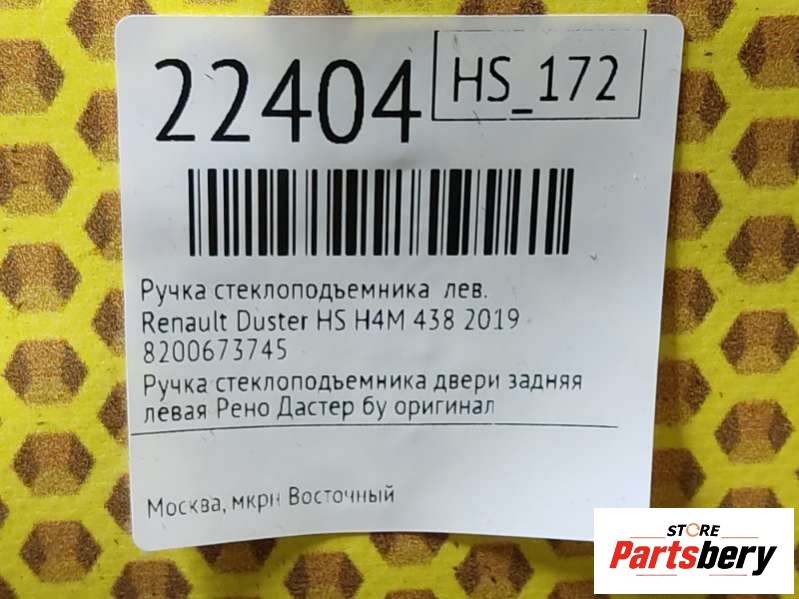 22404
HS_172
Ручка стеклоподъемника лев.
Renault Duster HS H4M 438 2019
8200673745
Ручка стеклоподъемника двери задняя
левая Рено Дастер бу оригинал
Москва, мкрн Восточный
STORE
Partsbery